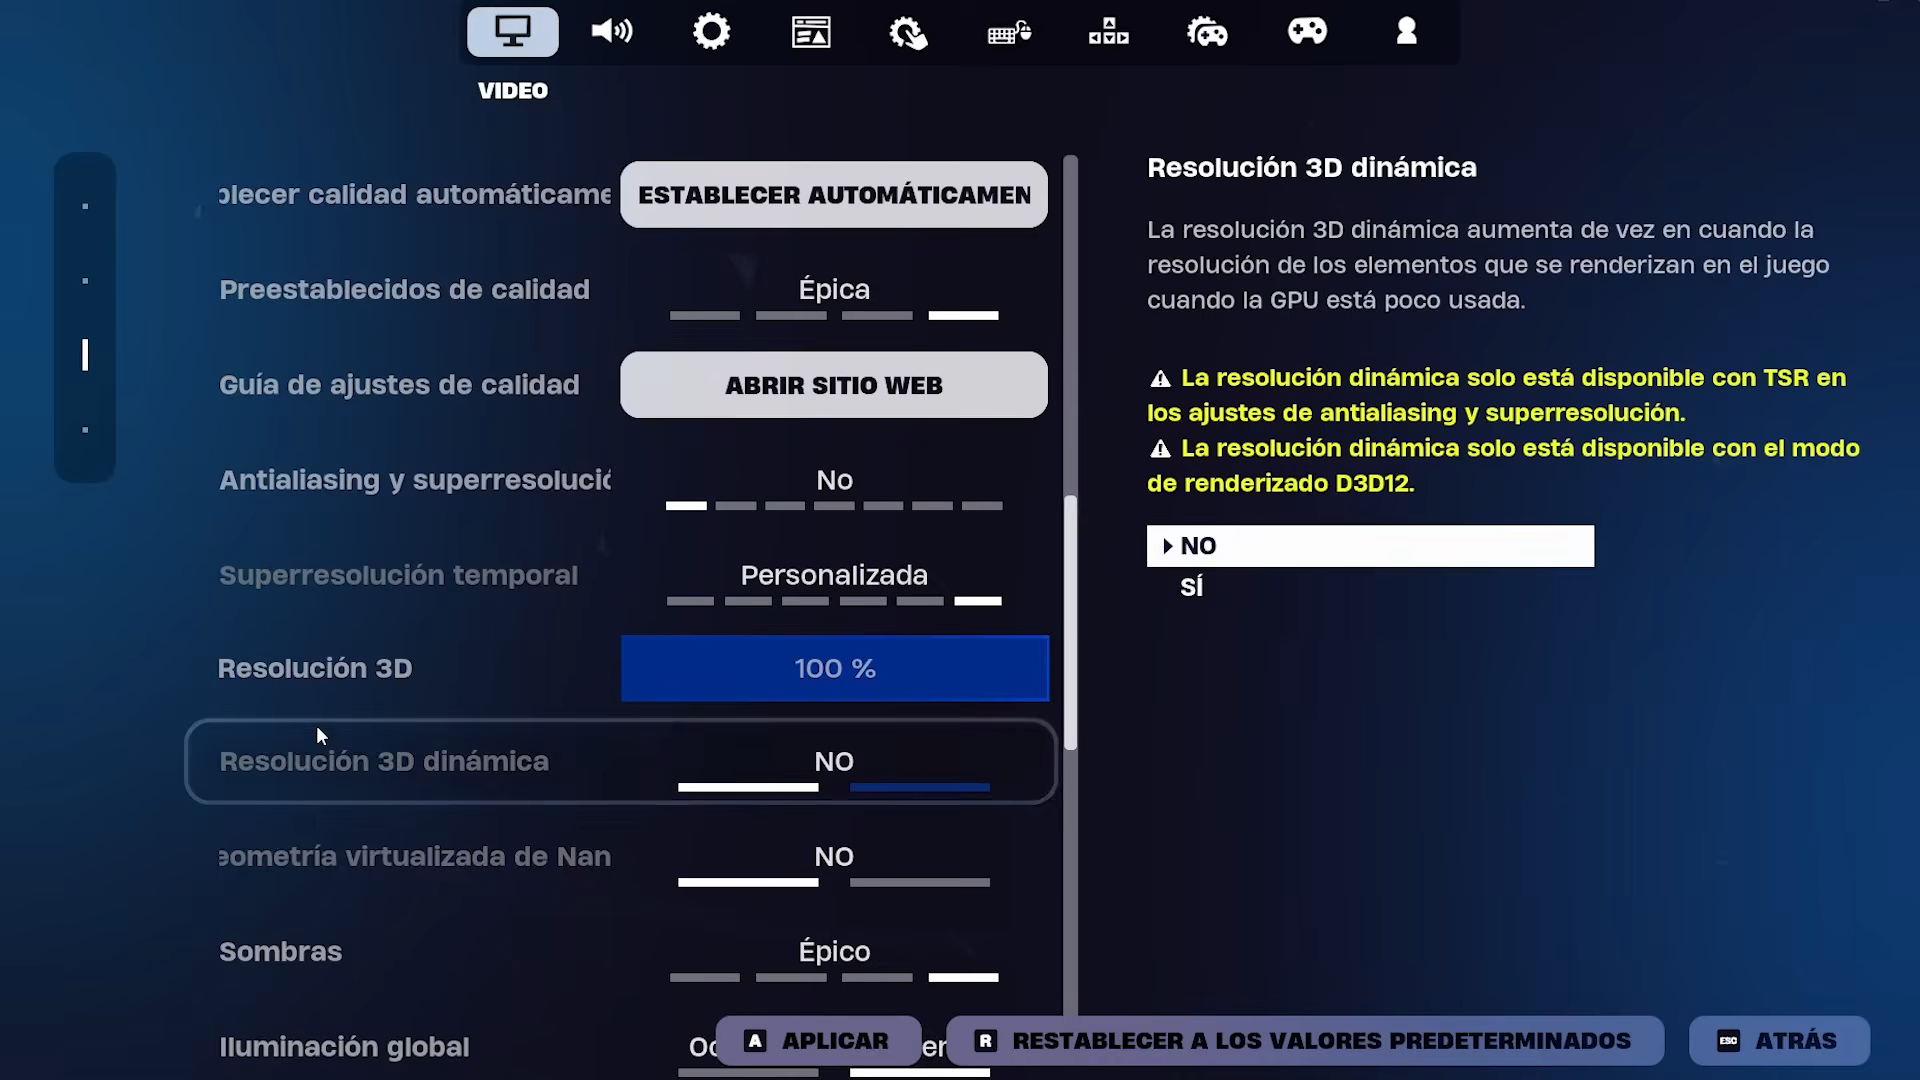 VIDEO
blecer calidad automáticame
ESTABLECER AUTOMÁTICAMEN
Preestablecidos de calidad
Épica
Guía de ajustes de calidad
ABRIR SITIO WEB
Antialiasing y superresolució
No
Superresolución temporal
Personalizada
Resolución 3D
100 %
Resolución 3D dinámica
NO
eometría virtualizada de Nan
NO
Sombras
Épico
Iluminación global
Resolución 3D dinámica
La resolución 3D dinámica aumenta de vez en cuando la
resolución de los elementos que se renderizan en el juego
cuando la GPU está poco usada.
La resolución dinámica solo está disponible con TSR en
los ajustes de antialiasing y superresolución.
La resolución dinámica solo está disponible con el modo
de renderizado D3D12.
NO
SÍ
A APLICAR
R RESTABLECER A LOS VALORES PREDETERMINADOS
ESC ATRÁS